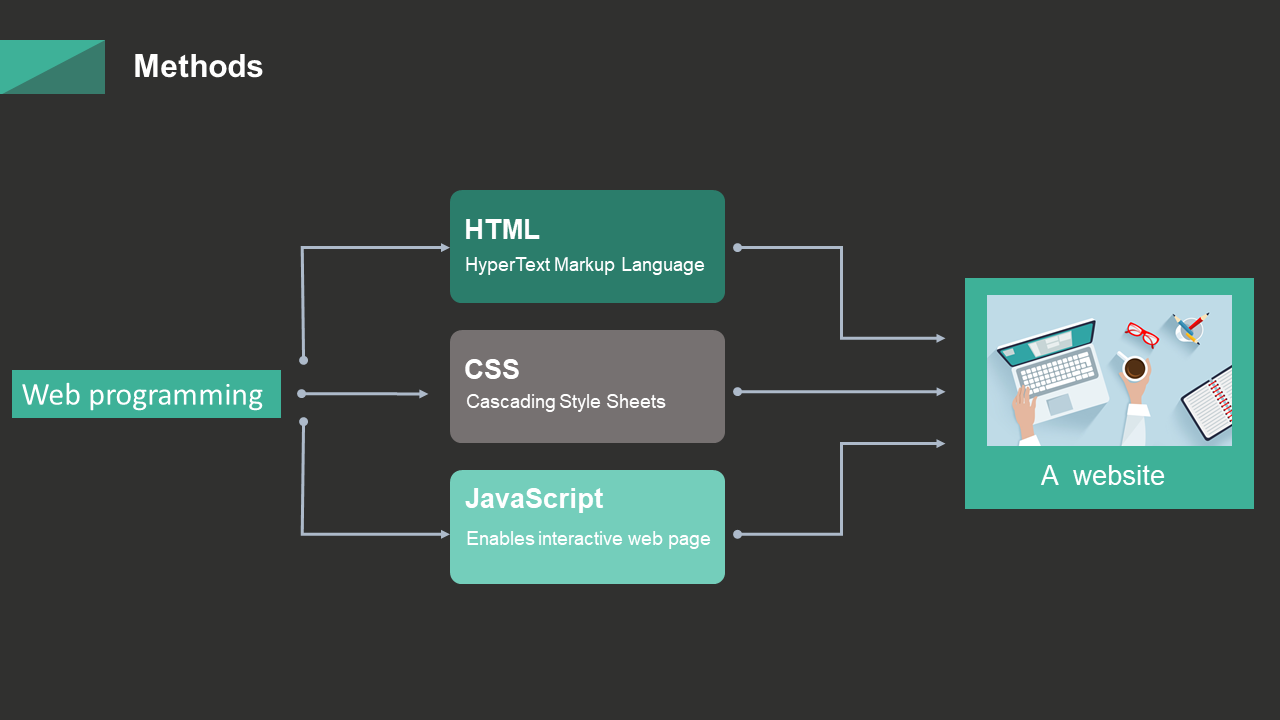 Methods
HTML
HyperText Markup Language
CSS
Cascading Style Sheets
Web programming
JavaScript
Enables interactive web page
A website